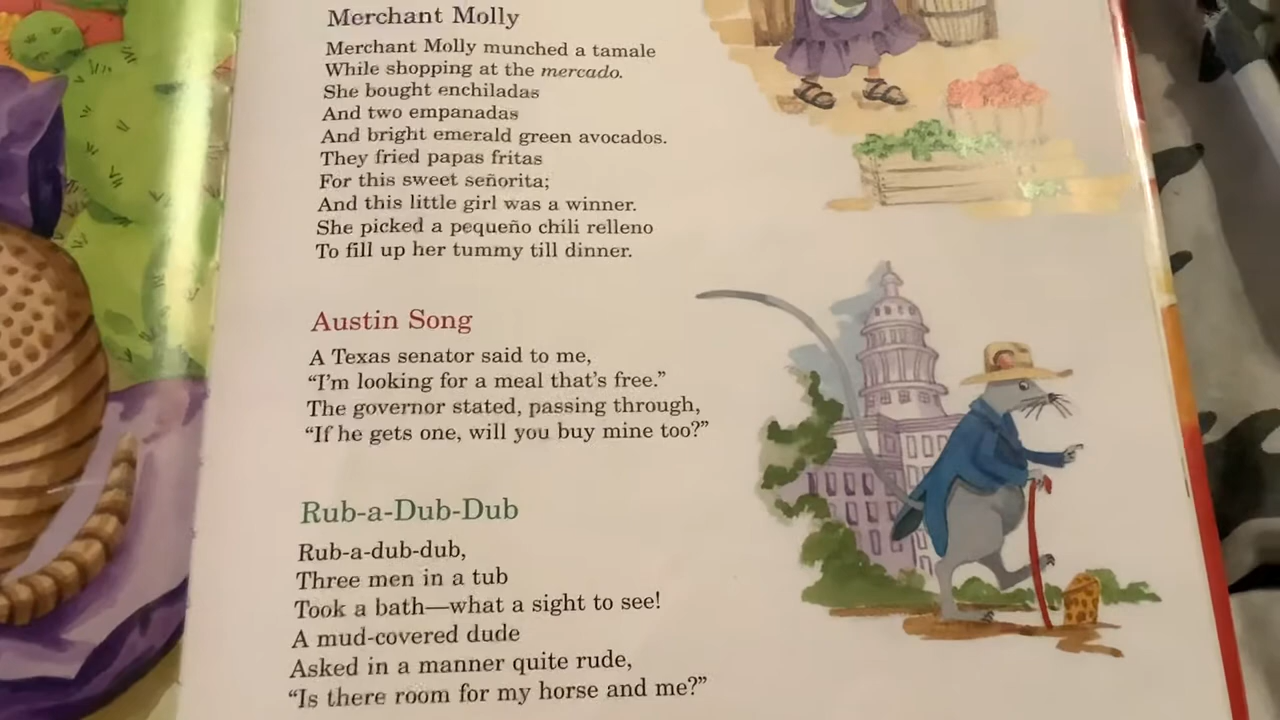 Merchant Molly
Merchant Molly munched a tamale
While shopping at the mercado.
She bought enchiladas
And two empanadas
And bright emerald green avocados.
They fried papas fritas
For this sweet señorita;
And this little girl was a winner.
She picked a pequeño chili relleno
To fill up her tummy till dinner.
Austin Song
A Texas senator said to me,
“I’m looking for a meal that’s free.”
The governor stated, passing through,
“If he gets one, will you buy mine too?”
Rub-a-Dub-Dub
Rub-a-dub-dub,
Three men in a tub
Took a bath—what a sight to see!
A mud-covered dude
Asked in a manner quite rude,
“Is there room for my horse and me?”